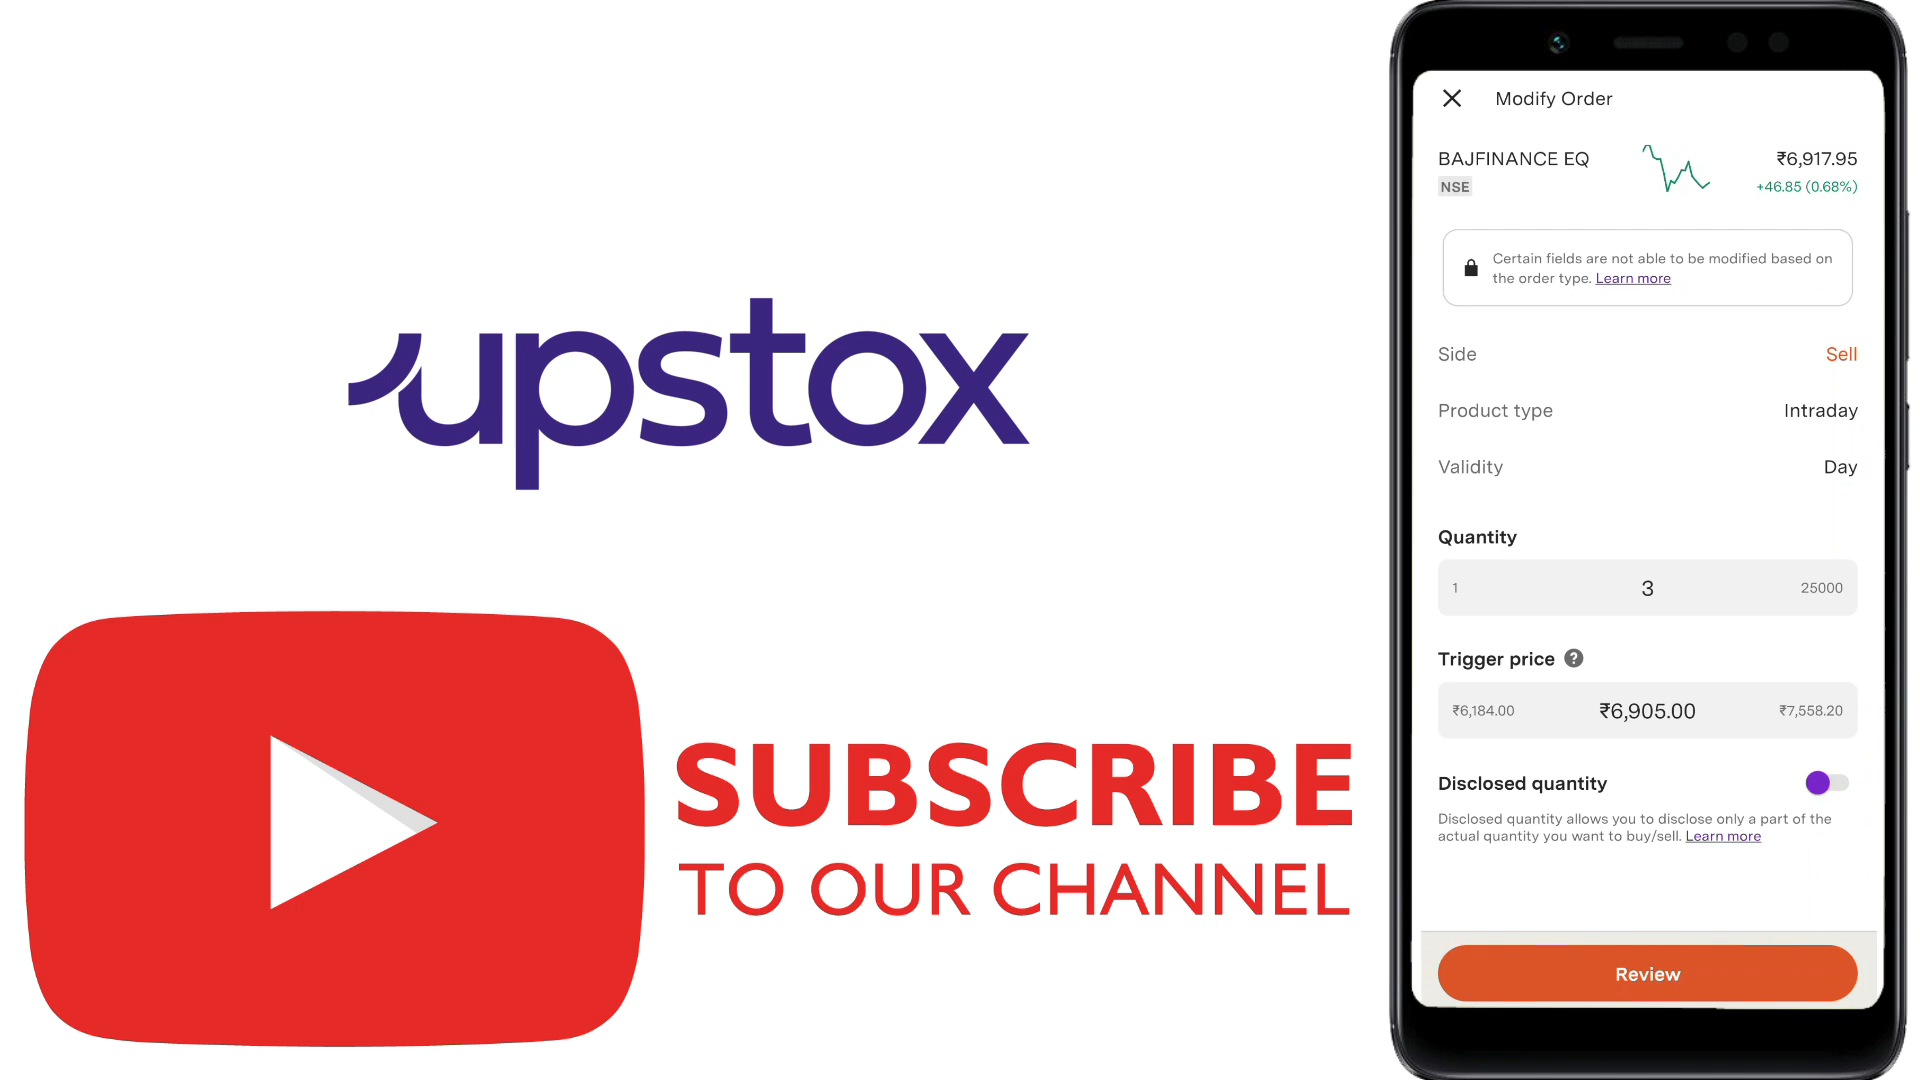 upstox
SUBSCRIBE
TO OUR CHANNEL
Modify Order
BAJFINANCE EQ
₹6,917.95
NSE
+46.85 (0.68%)
Certain fields are not able to be modified based on
the order type. Learn more
Side
Sell
Product type
Intraday
Validity
Day
Quantity
1
3
25000
Trigger price ?
₹6,184.00
₹6,905.00
₹7,558.20
Disclosed quantity
Disclosed quantity allows you to disclose only a part of the
actual quantity you want to buy/sell. Learn more
Review